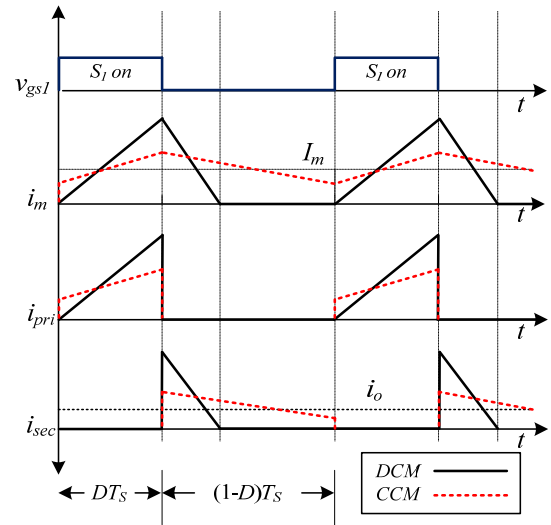 S1 on
S1 on
vgs1
t
Im
im
t
ipri
t
io
isec
t
DTS
(1-D)TS
DCM
CCM